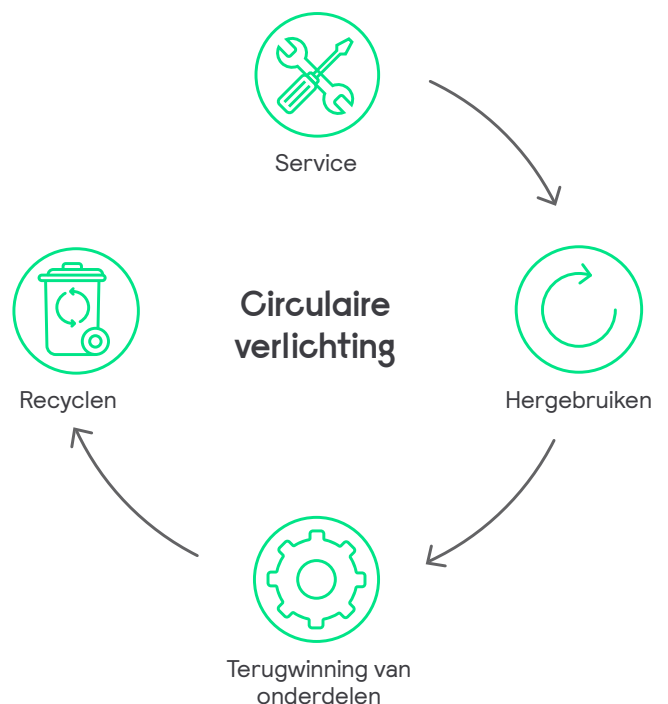 Service
Circulaire
verlichting
Recyclen
Hergebruiken
Terugwinning van
onderdelen